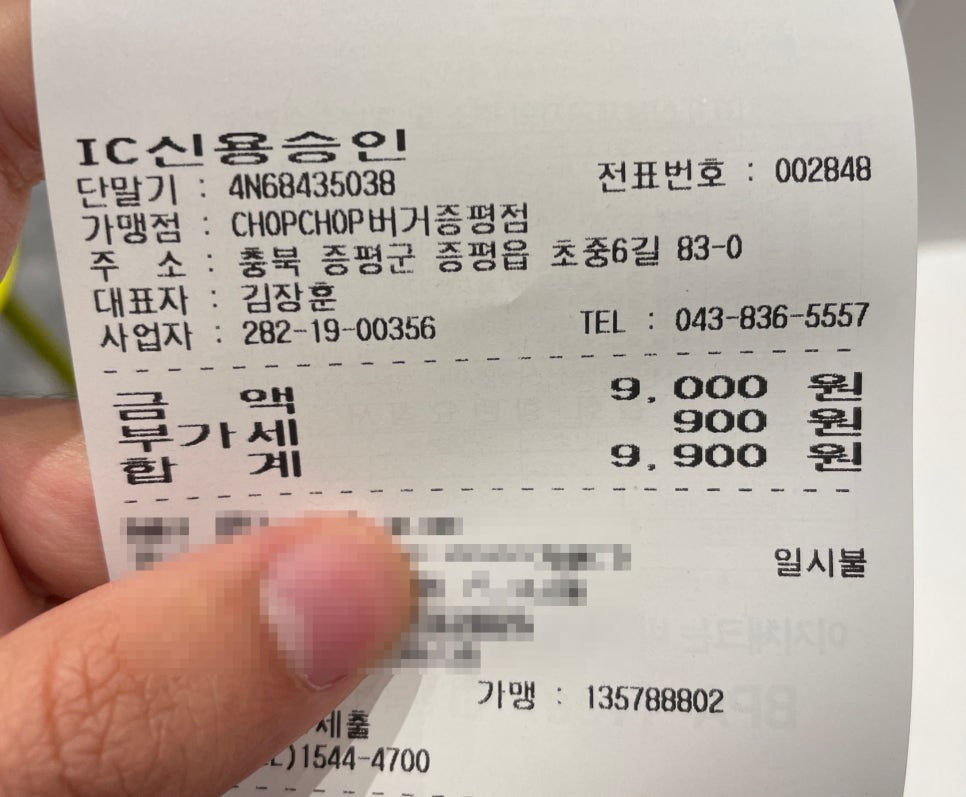 IC신용승인
단말기 : 4N68435038 전표번호 : 002848
가맹점 : CHOPCHOP버거증평점
주 소 : 충북 증평군 증평읍 초중6길 83-0
대표자 : 김장훈
사업자 : 282-19-00356 TEL : 043-836-5557
금 액 9,000 원
부가세 900 원
합 계 9,900 원
일시불
가맹 : 135788802
세출
)1544-4700